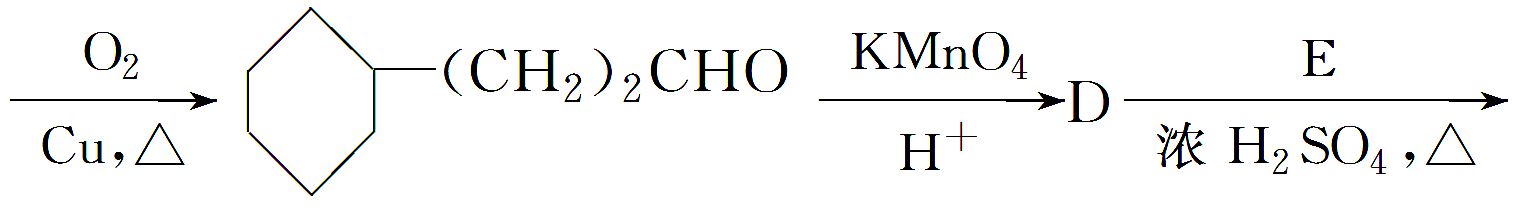 O₂
Cu,△
(CH₂)₂CHO
KMnO₄
H⁺
D
E
浓 H₂SO₄,△